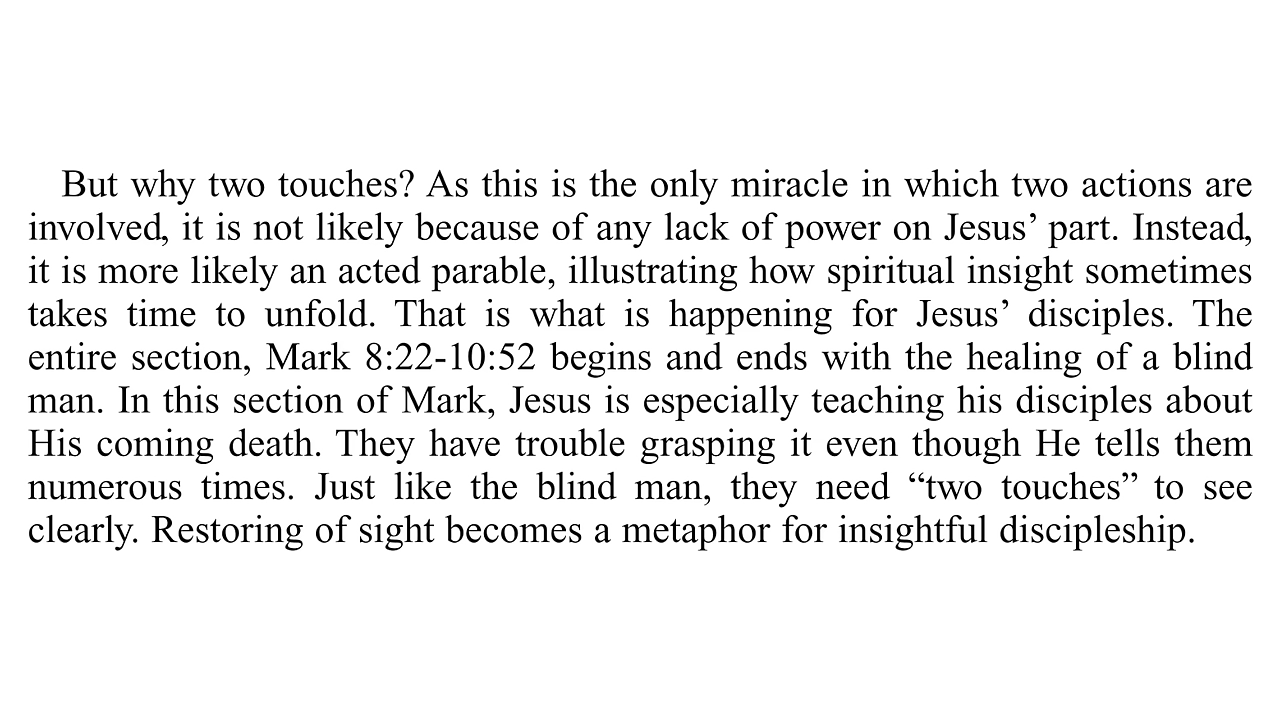 But why two touches? As this is the only miracle in which two actions are
involved, it is not likely because of any lack of power on Jesus’ part. Instead,
it is more likely an acted parable, illustrating how spiritual insight sometimes
takes time to unfold. That is what is happening for Jesus’ disciples. The
entire section, Mark 8:22-10:52 begins and ends with the healing of a blind
man. In this section of Mark, Jesus is especially teaching his disciples about
His coming death. They have trouble grasping it even though He tells them
numerous times. Just like the blind man, they need “two touches” to see
clearly. Restoring of sight becomes a metaphor for insightful discipleship.